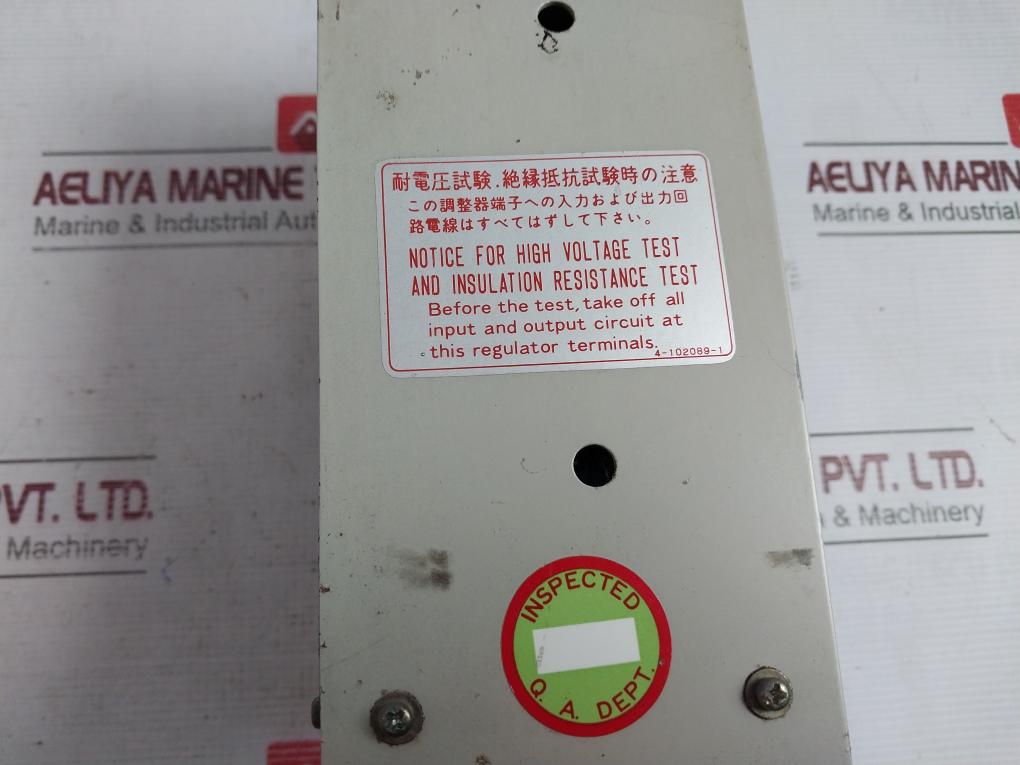 AELIYA MARINE
Marine & Industrial Aut
AELIYA MARINE
Marine & Industrial
耐電圧試験.絶縁抵抗試験時の注意
この調整器端子への入力および出力回
路電線はすべてはずして下さい。
NOTICE FOR HIGH VOLTAGE TEST
AND INSULATION RESISTANCE TEST
Before the test, take off all
input and output circuit at
this regulator terminals.
4-102089-1
PVT. LTD.
Machinery
PVT. LTD.
& Machinery
INSPECTED
Q. A. DEPT.